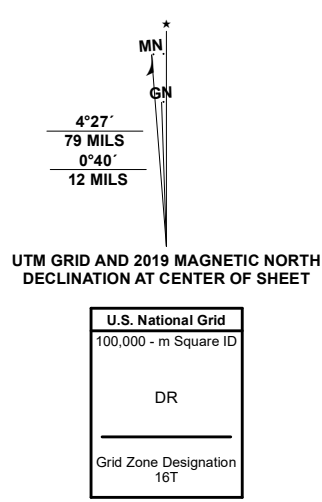 MN
GN
4°27´
79 MILS
0°40´
12 MILS
UTM GRID AND 2019 MAGNETIC NORTH
DECLINATION AT CENTER OF SHEET
U.S. National Grid
100,000 - m Square ID
DR
Grid Zone Designation
16T